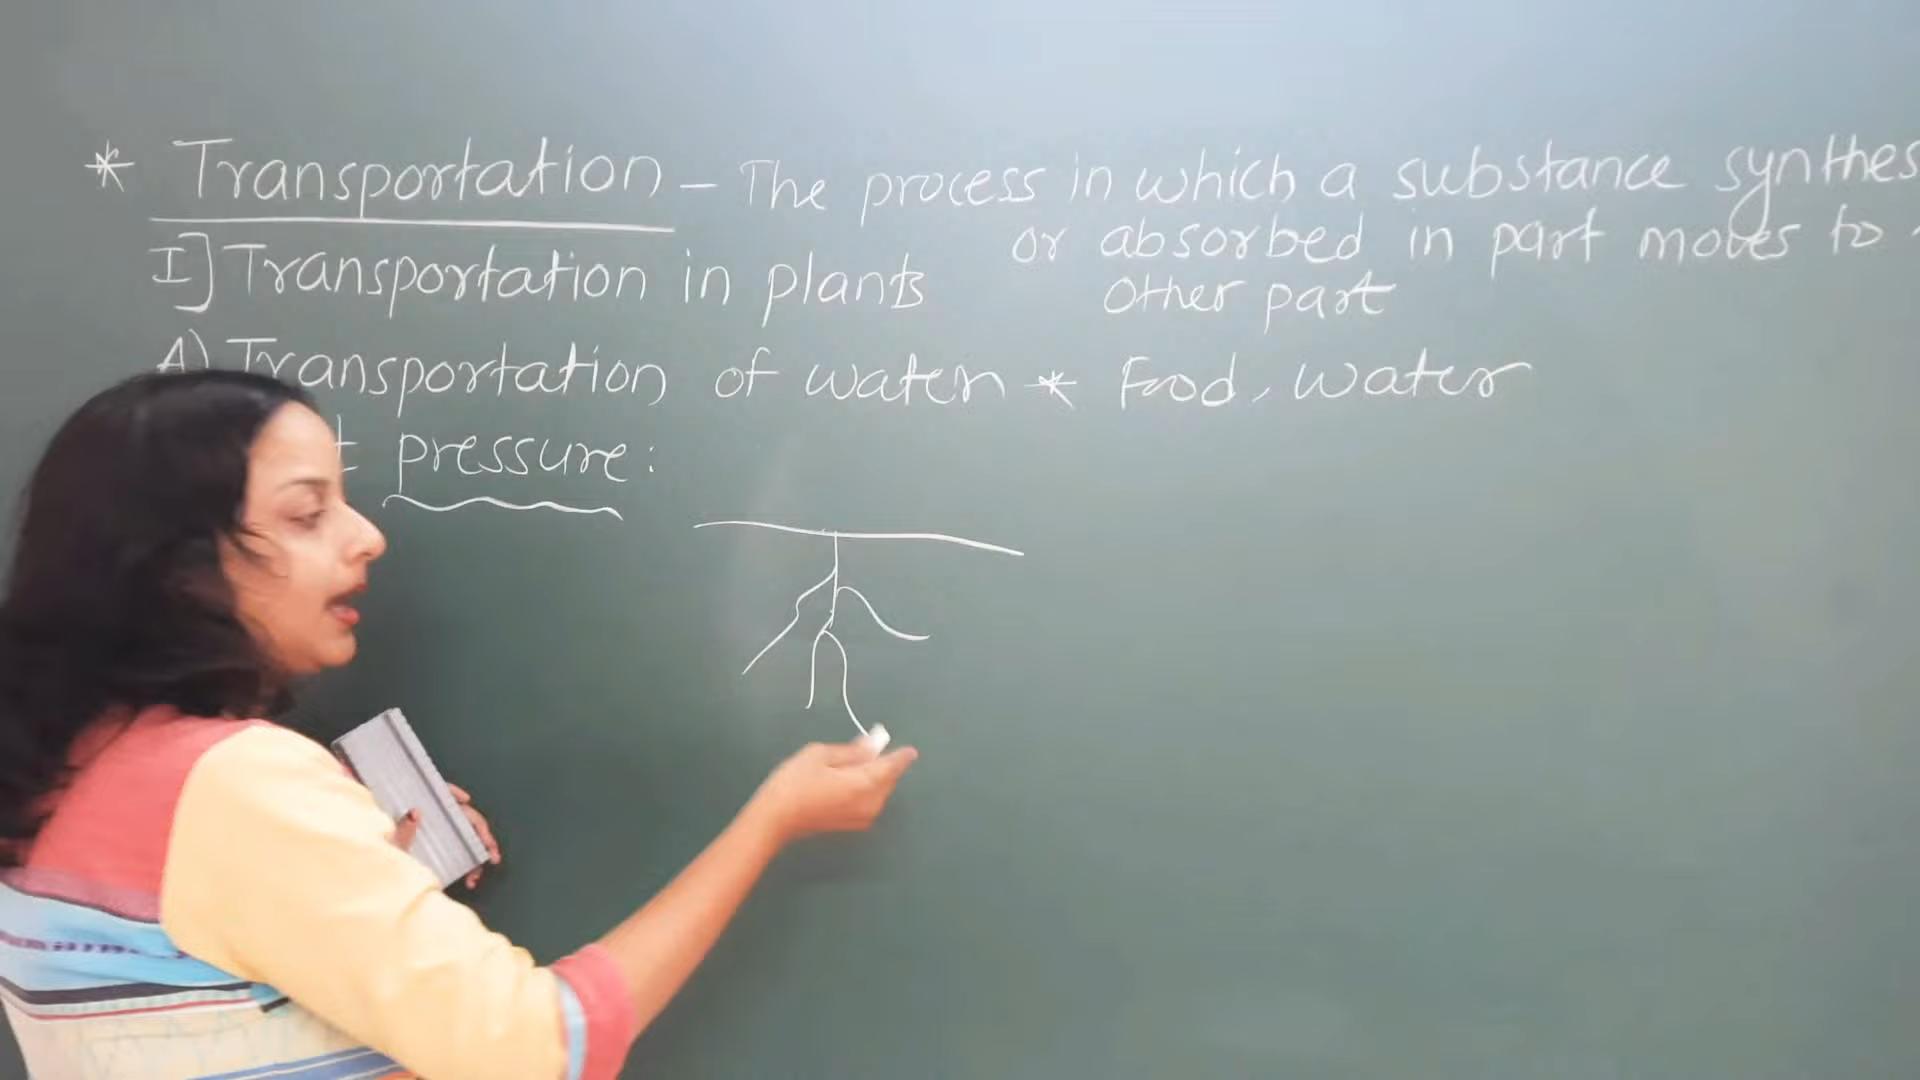 * Transportation - The process in which a substance synthes
or absorbed in part moves to
I] Transportation in plants
other part
A) Transportation of water * Food, water
pressure: